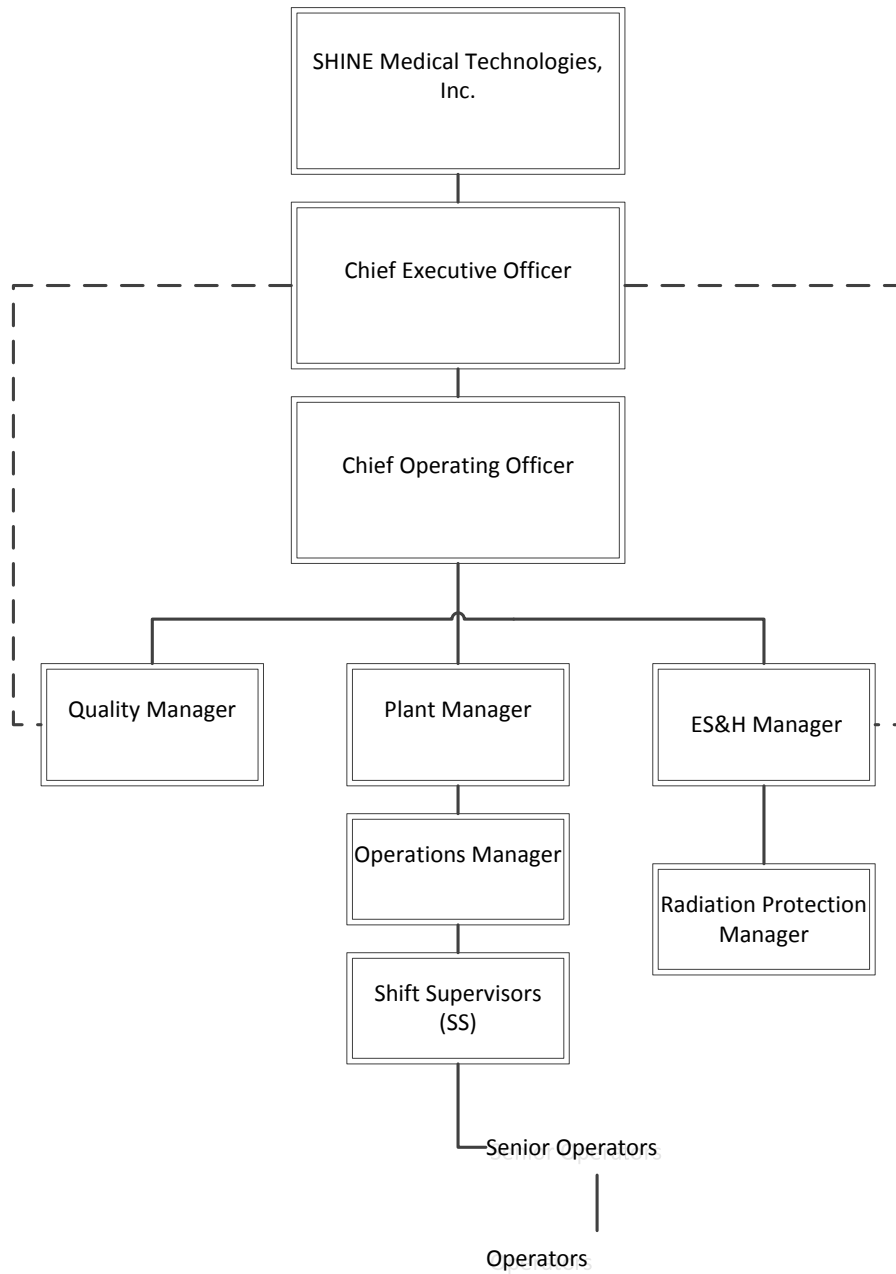 SHINE Medical Technologies,
Inc.
Chief Executive Officer
Chief Operating Officer
Quality Manager
Plant Manager
ES&H Manager
Operations Manager
Radiation Protection
Manager
Shift Supervisors
(SS)
Senior Operators
Operators